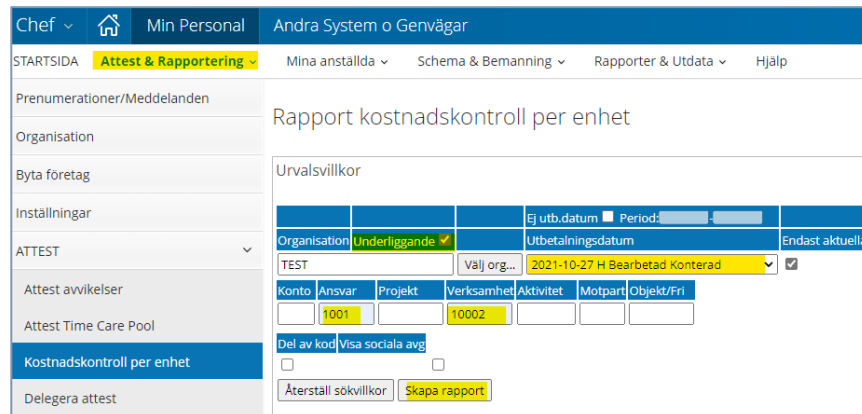 Chef Min Personal Andra System o Genvägar
STARTSIDA Attest & Rapportering Mina anställda Schema & Bemanning Rapporter & Utdata Hjälp
Prenumerationer/Meddelanden
Organisation
Byta företag
Inställningar
ATTEST
Attest avvikelser
Attest Time Care Pool
Kostnadskontroll per enhet
Delegera attest
Rapport kostnadskontroll per enhet
Urvalsvillkor
Ej utb.datum Period: -
Organisation Underliggande Utbetalningsdatum Endast aktuella
TEST Välj org... 2021-10-27 H Bearbetad Konterad
Konto Ansvar Projekt Verksamhet Aktivitet Motpart Objekt/Fri
1001 10002
Del av kod Visa sociala avg
Återställ sökvillkor Skapa rapport